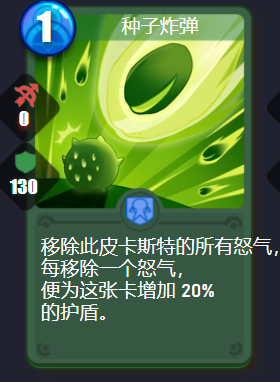 1
种子炸弹
0
130
移除此皮卡斯特的所有怒气，
每移除一个怒气，
便为这张卡增加 20%
的护盾。